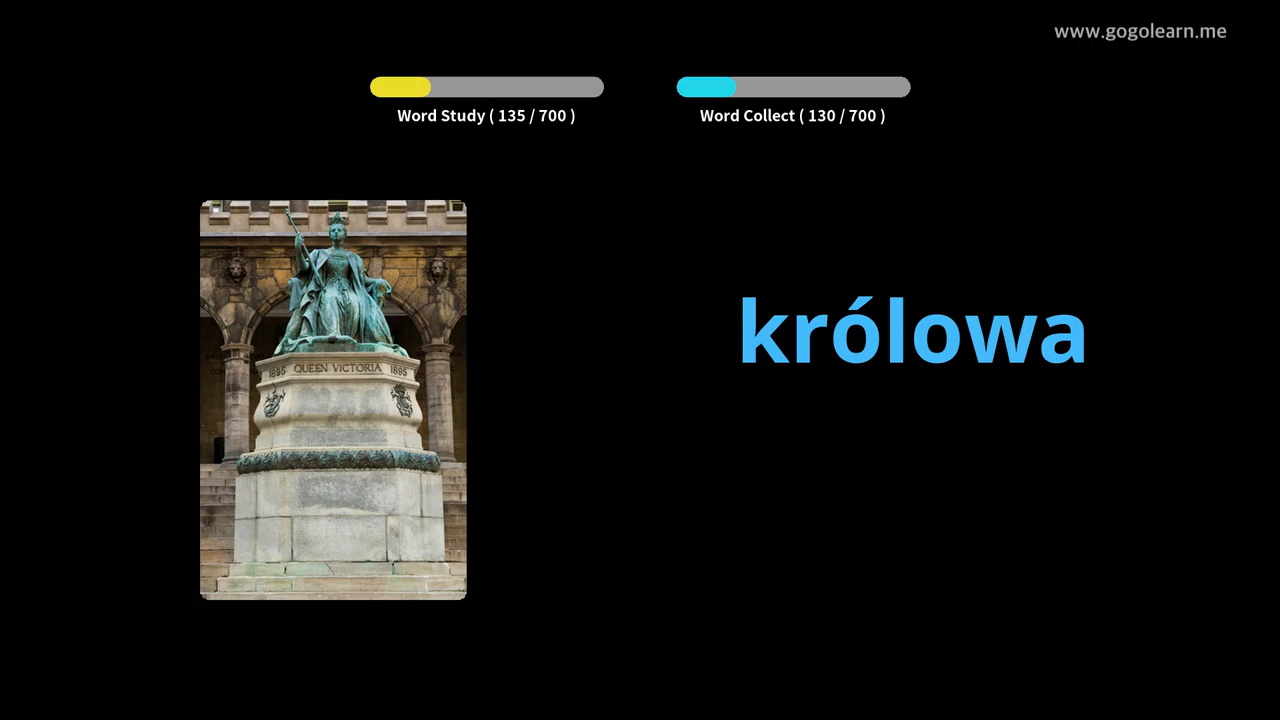 www.gogolearn.me
Word Study ( 135 / 700 )
Word Collect ( 130 / 700 )
królowa
1895 QUEEN VICTORIA 1895